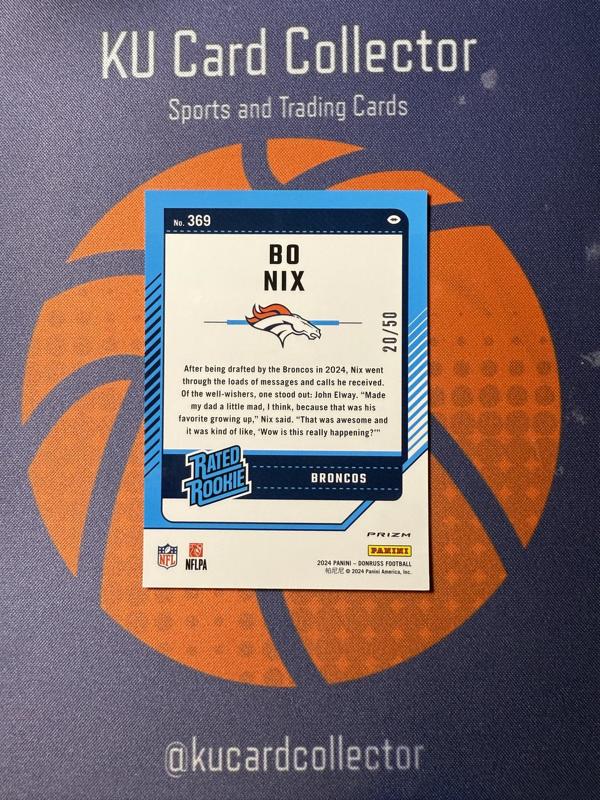 KU Card Collector
Sports and Trading Cards
No. 369
BO
NIX
20/50
After being drafted by the Broncos in 2024, Nix went
through the loads of messages and calls he received.
Of the well-wishers, one stood out: John Elway. “Made
my dad a little mad, I think, because that was his
favorite growing up,” Nix said. “That was awesome and
it was kind of like, ‘Wow is this really happening?’”
RATED
ROOKIE
BRONCOS
PRIZM
PANINI
NFL
NFLPA
2024 PANINI – DONRUSS FOOTBALL
帕尼尼 © 2024 Panini America, Inc.
@kucardcollector